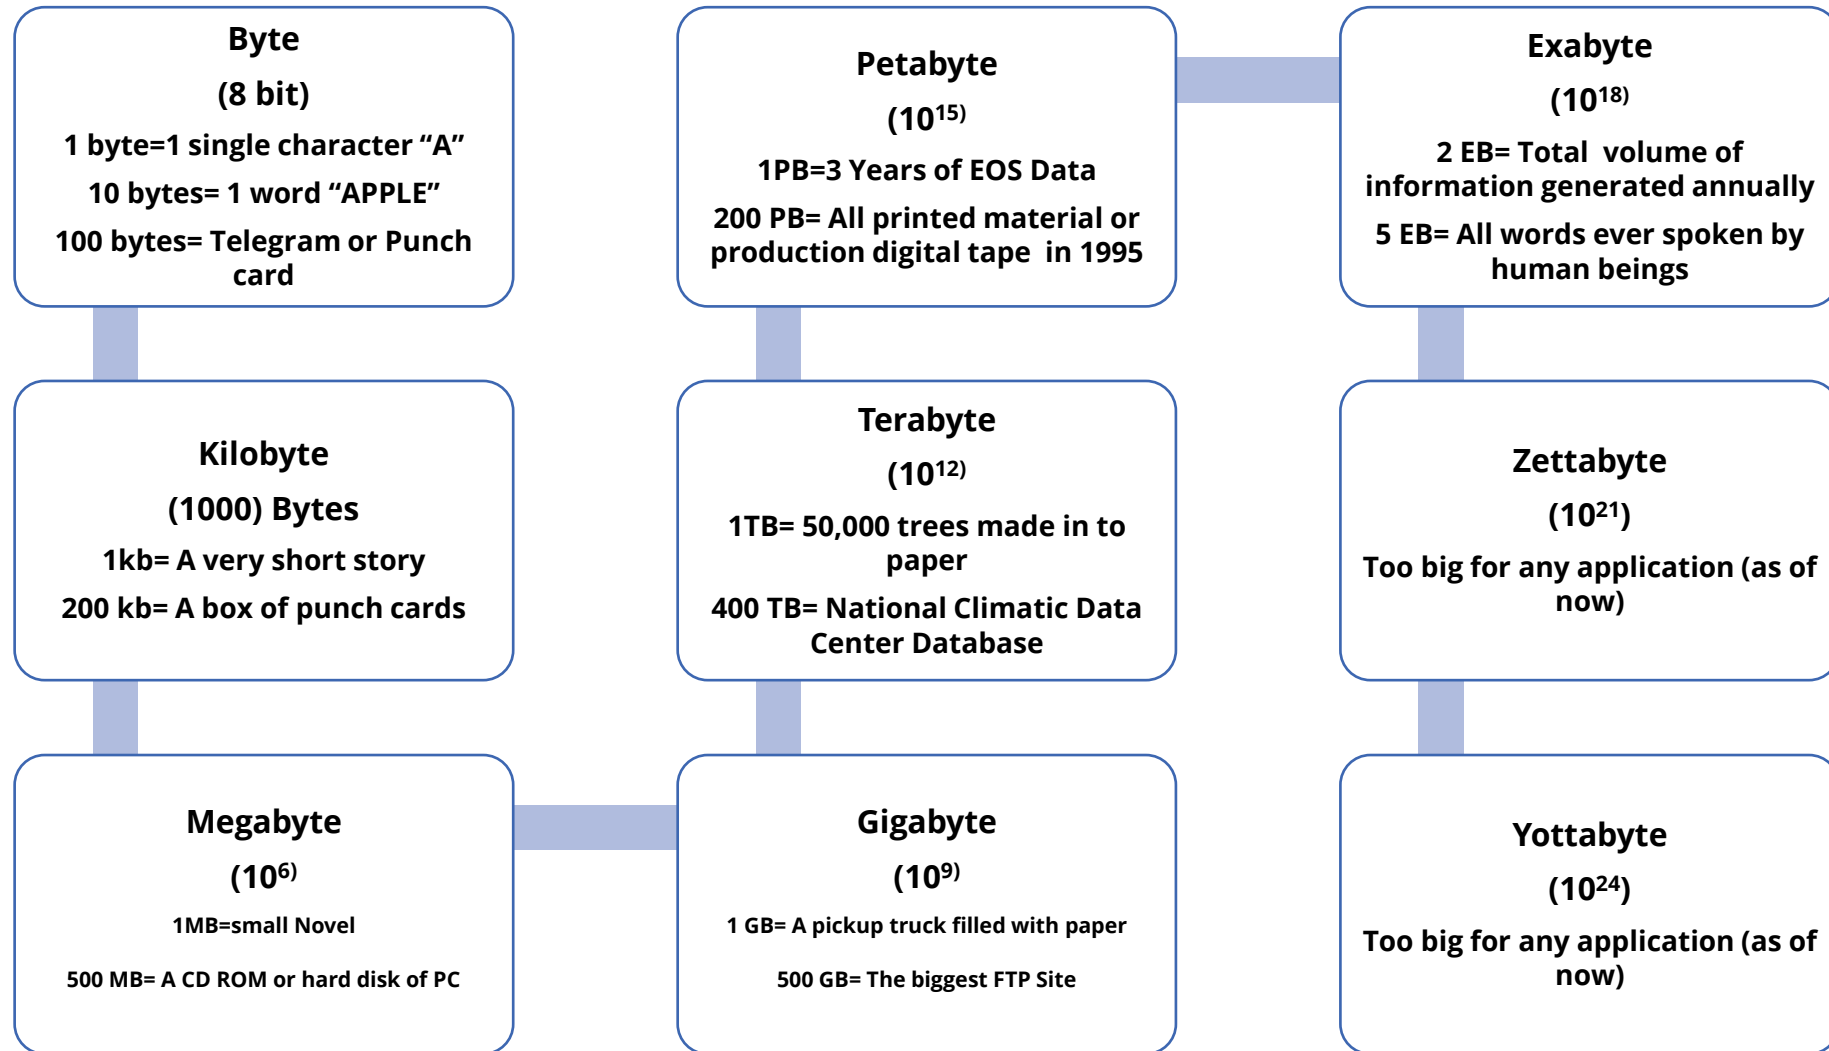 Byte
(8 bit)
1 byte=1 single character “A”
10 bytes= 1 word “APPLE”
100 bytes= Telegram or Punch
card
Kilobyte
(1000) Bytes
1kb= A very short story
200 kb= A box of punch cards
Megabyte
(10⁶⁾
1MB=small Novel
500 MB= A CD ROM or hard disk of PC
Gigabyte
(10⁹⁾
1 GB= A pickup truck filled with paper
500 GB= The biggest FTP Site
Terabyte
(10¹²⁾
1TB= 50,000 trees made in to
paper
400 TB= National Climatic Data
Center Database
Petabyte
(10¹⁵⁾
1PB=3 Years of EOS Data
200 PB= All printed material or
production digital tape  in 1995
Exabyte
(10¹⁸⁾
2 EB= Total  volume of
information generated annually
5 EB= All words ever spoken by
human beings
Zettabyte
(10²¹)
Too big for any application (as of
now)
Yottabyte
(10²⁴)
Too big for any application (as of
now)